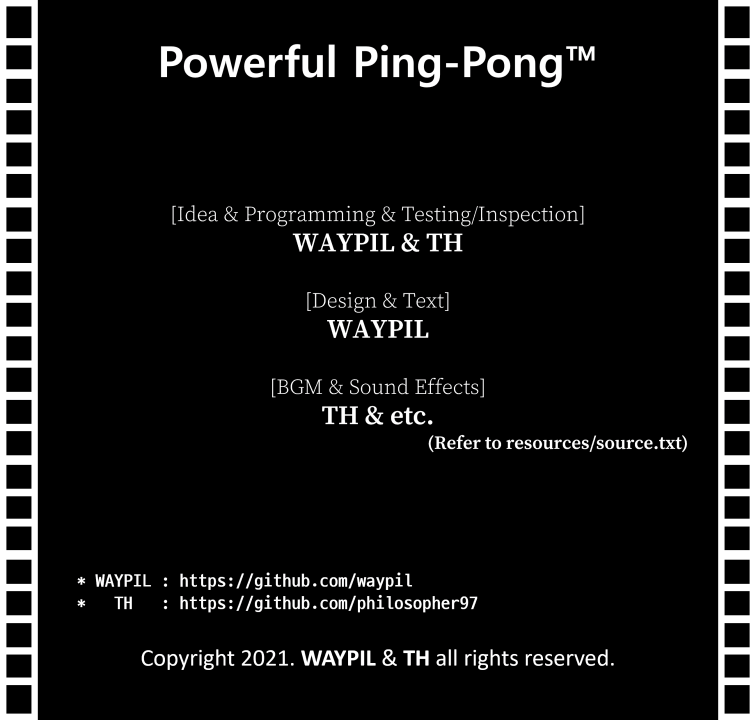 Powerful Ping-Pong™
[Idea & Programming & Testing/Inspection]
WAYPIL & TH
[Design & Text]
WAYPIL
[BGM & Sound Effects]
TH & etc.
(Refer to resources/source.txt)
* WAYPIL : https://github.com/waypil
* TH : https://github.com/philosopher97
Copyright 2021. WAYPIL & TH all rights reserved.